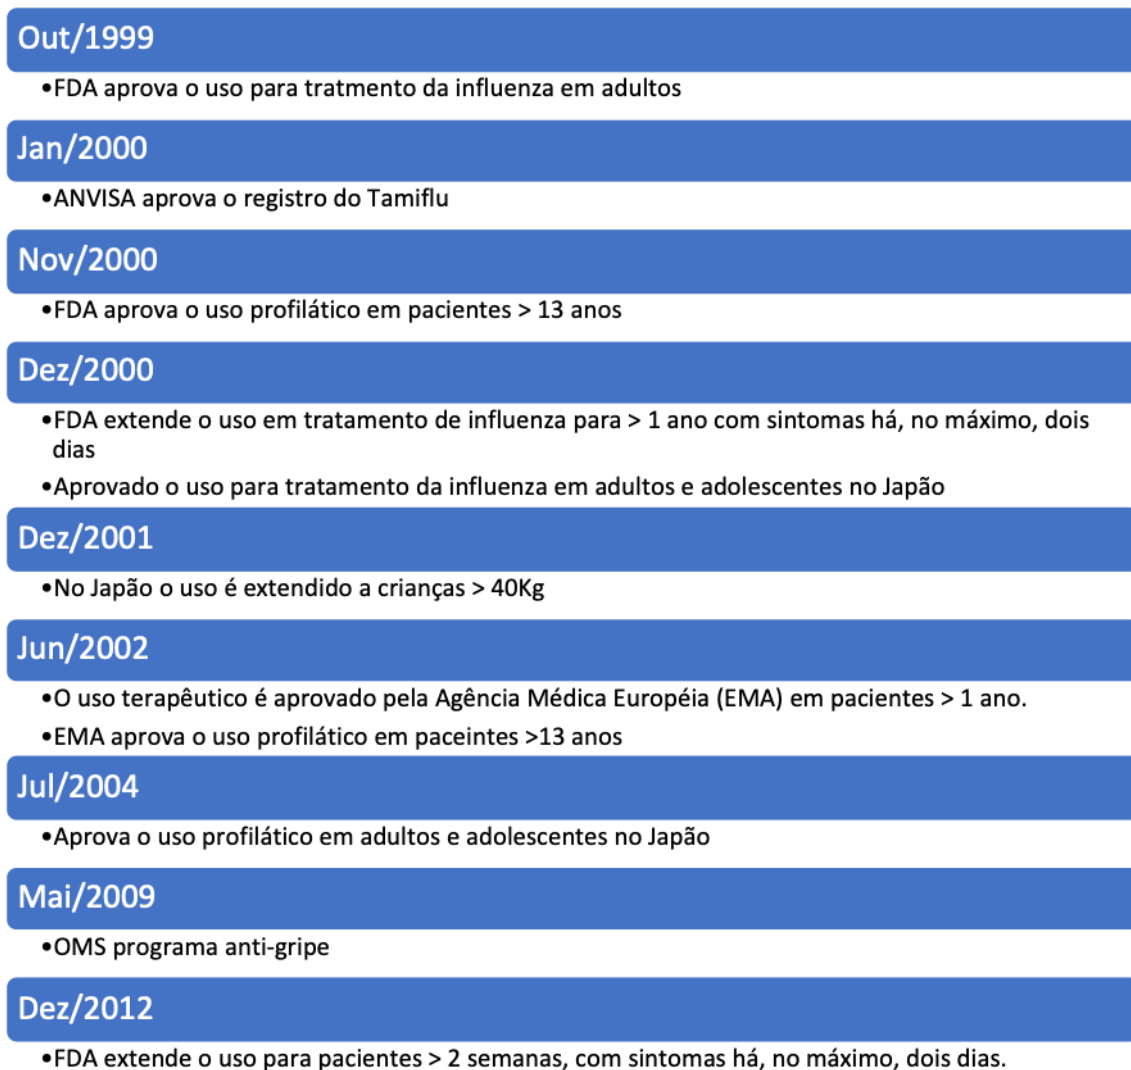 Out/1999
•FDA aprova o uso para tratmento da influenza em adultos
Jan/2000
•ANVISA aprova o registro do Tamiflu
Nov/2000
•FDA aprova o uso profilático em pacientes > 13 anos
Dez/2000
•FDA extende o uso em tratamento de influenza para > 1 ano com sintomas há, no máximo, dois
dias
•Aprovado o uso para tratamento da influenza em adultos e adolescentes no Japão
Dez/2001
•No Japão o uso é extendido a crianças > 40Kg
Jun/2002
•O uso terapêutico é aprovado pela Agência Médica Européia (EMA) em pacientes > 1 ano.
•EMA aprova o uso profilático em paceintes >13 anos
Jul/2004
•Aprova o uso profilático em adultos e adolescentes no Japão
Mai/2009
•OMS programa anti-gripe
Dez/2012
•FDA extende o uso para pacientes > 2 semanas, com sintomas há, no máximo, dois dias.